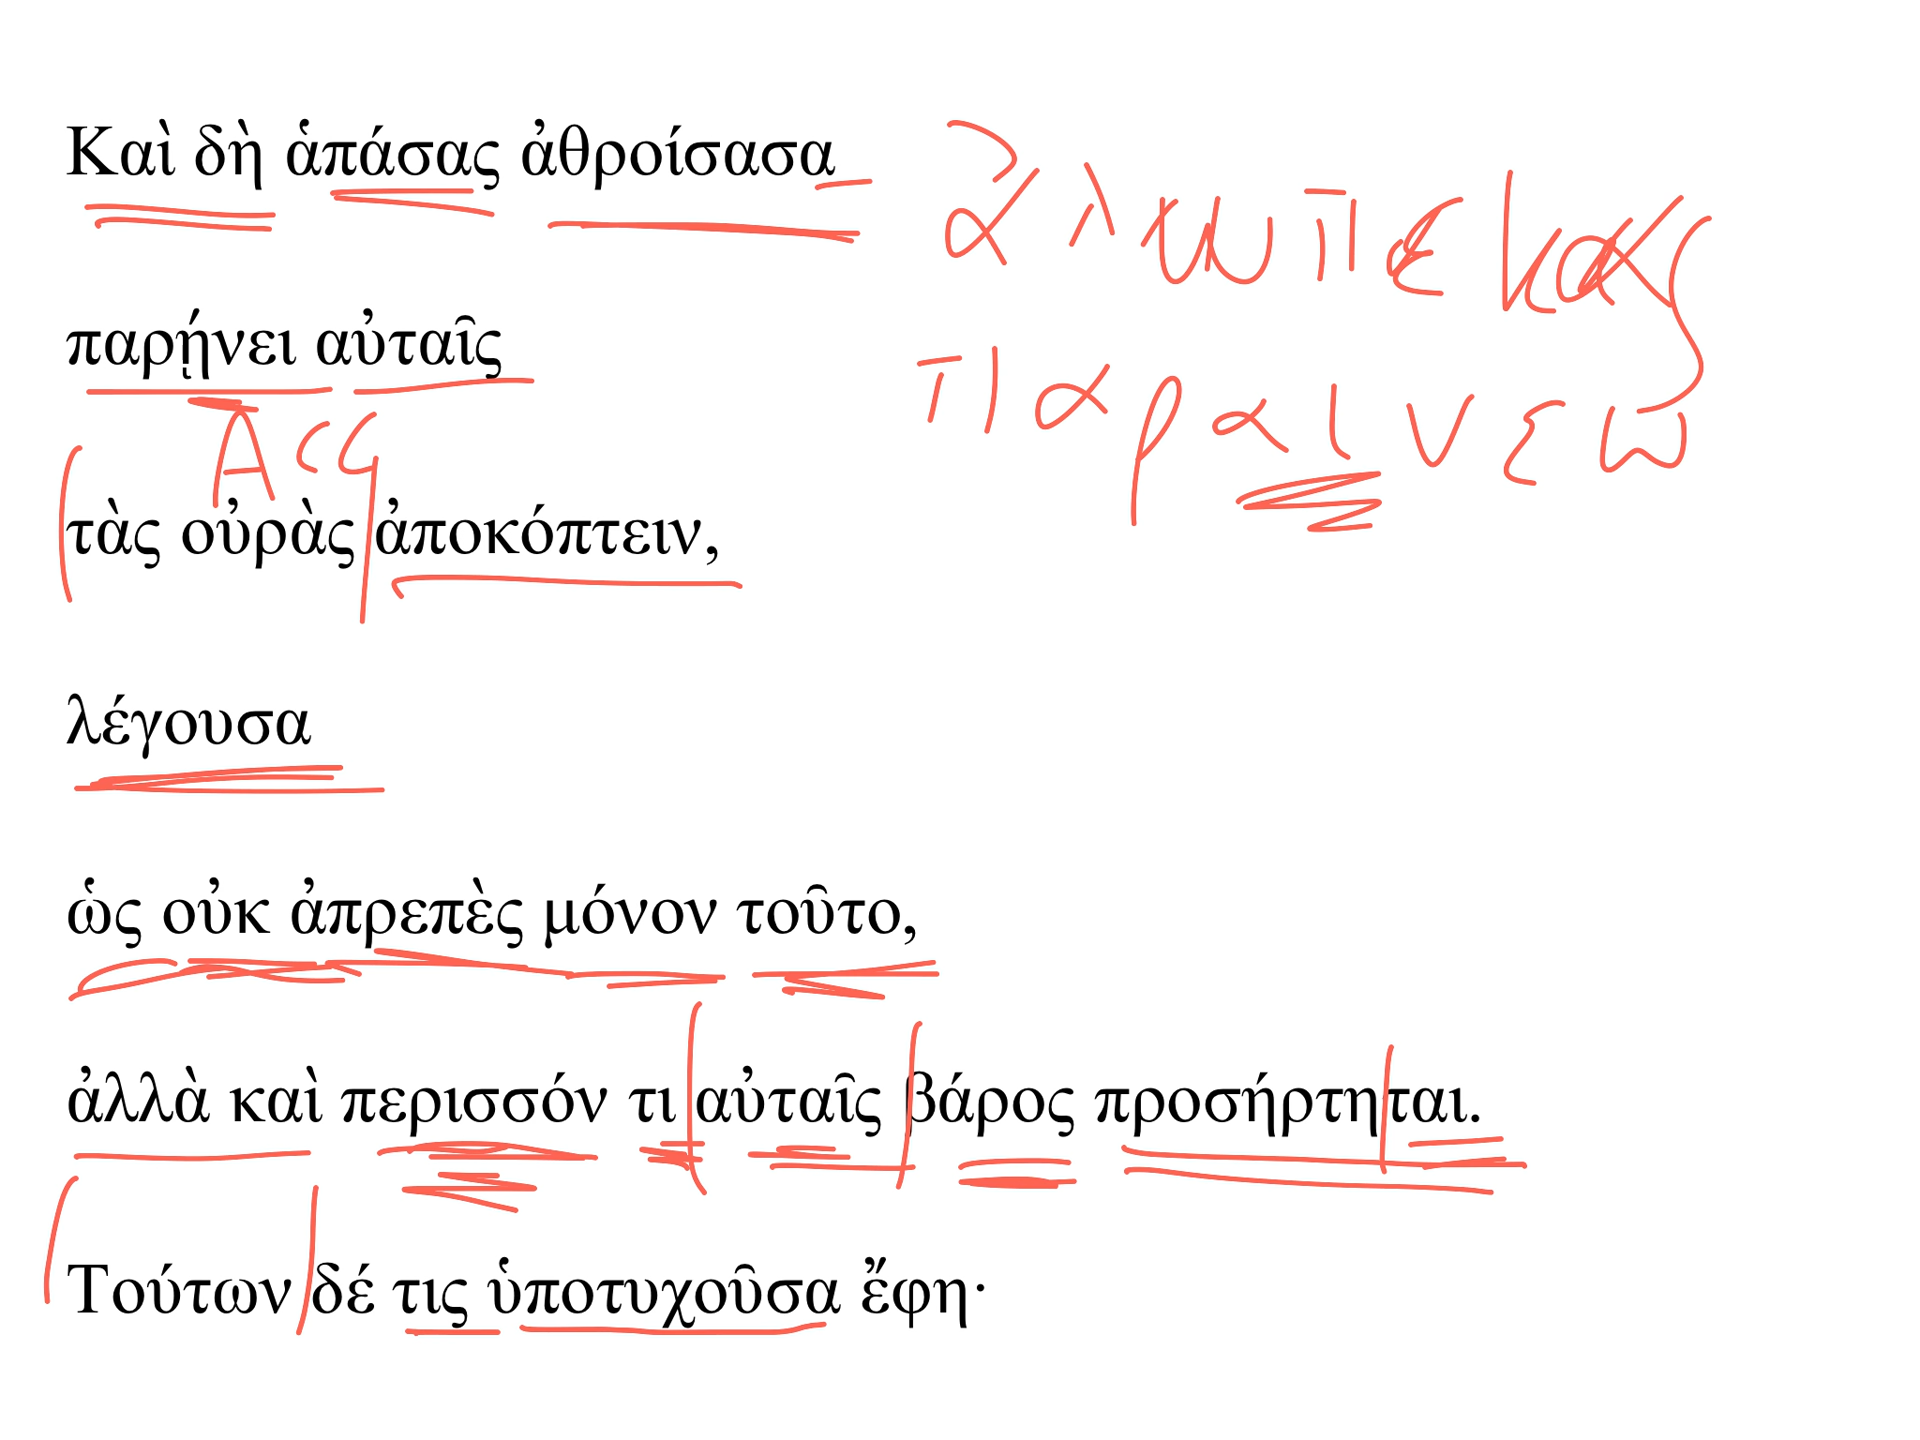 Καὶ δὴ ἁπάσας ἀθροίσασα
ἀλωπεκας
παρῄνει αὐταῖς
παραινεω
Acc
τὰς οὐρὰς ἀποκόπτειν,
λέγουσα
ὡς οὐκ ἀπρεπὲς μόνον τοῦτο,
ἀλλὰ καὶ περισσόν τι αὐταῖς βάρος προσήρτηται.
Τούτων δέ τις ὑποτυχοῦσα ἔφη·